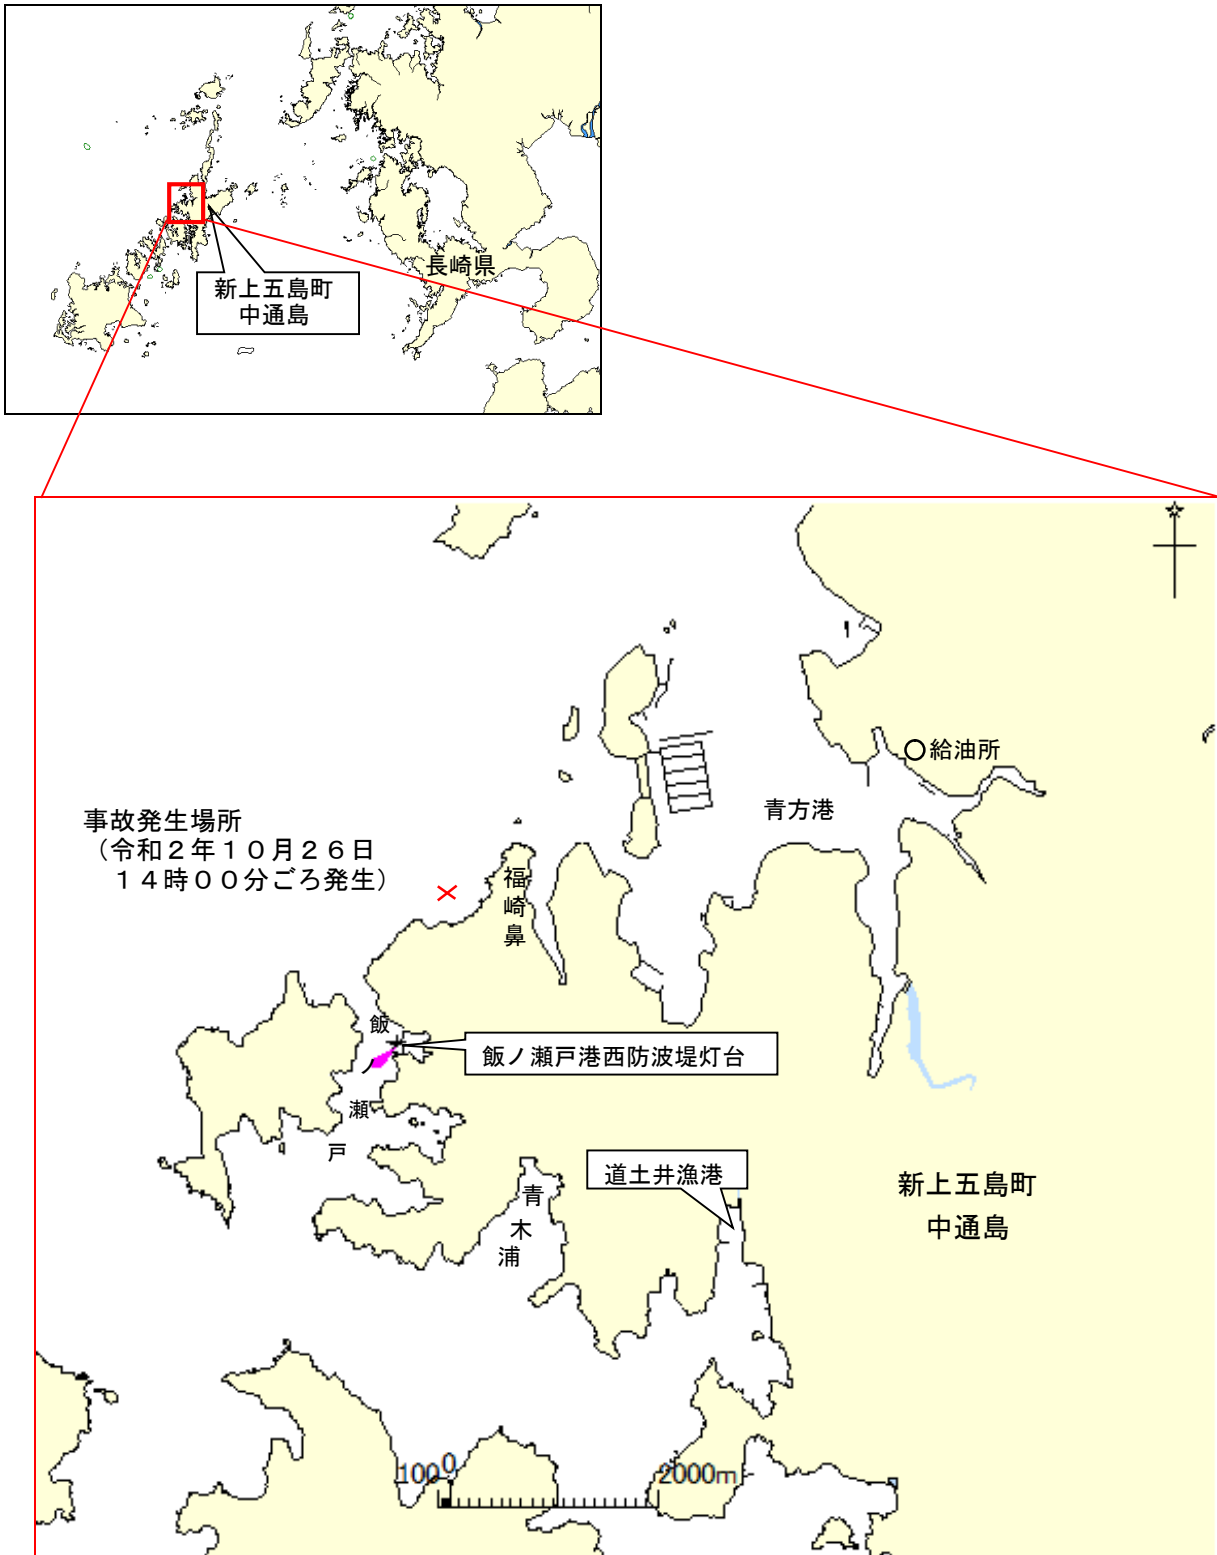 長崎県
新上五島町
中通島
給油所
青方港
事故発生場所
（令和２年１０月２６日
１４時００分ごろ発生）
福崎鼻
飯ノ瀬戸
飯ノ瀬戸港西防波堤灯台
道土井漁港
青木浦
新上五島町
中通島
100 0 2000m